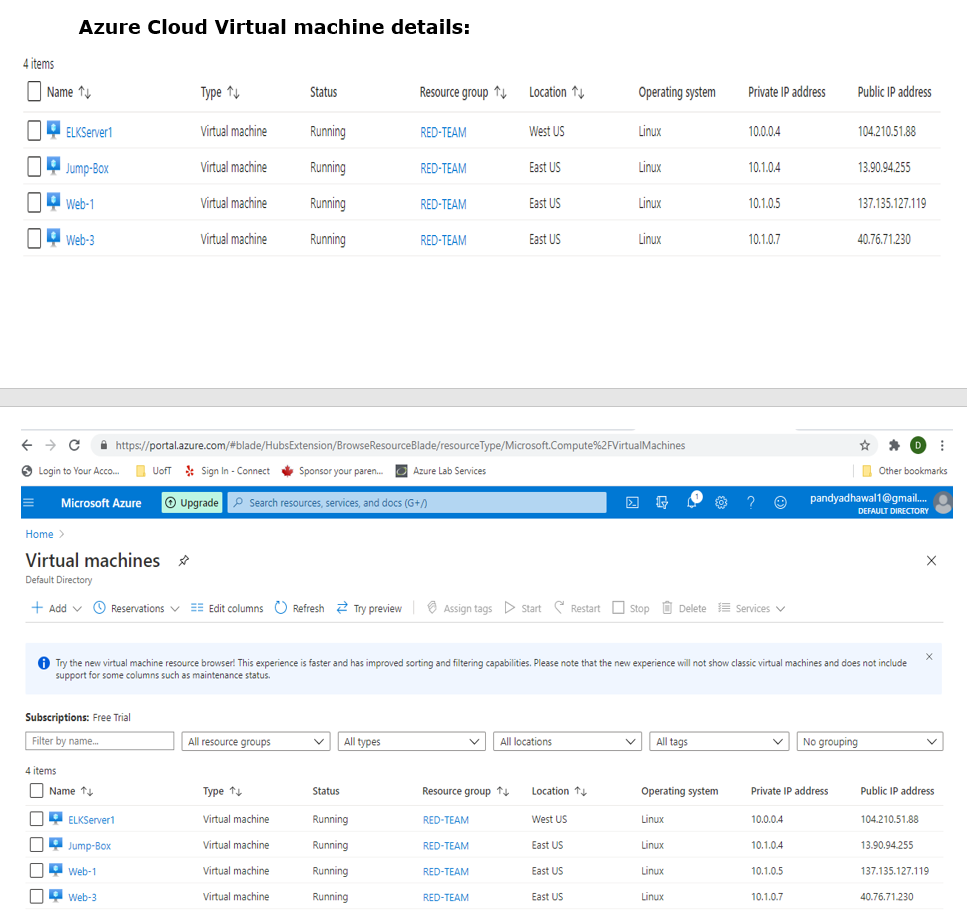 Azure Cloud Virtual machine details:
4 items
Name ↑↓ Type ↑↓ Status Resource group ↑↓ Location ↑↓ Operating system Private IP address Public IP address
ELKServer1 Virtual machine Running RED-TEAM West US Linux 10.0.0.4 104.210.51.88
Jump-Box Virtual machine Running RED-TEAM East US Linux 10.1.0.4 13.90.94.255
Web-1 Virtual machine Running RED-TEAM East US Linux 10.1.0.5 137.135.127.119
Web-3 Virtual machine Running RED-TEAM East US Linux 10.1.0.7 40.76.71.230
https://portal.azure.com/#blade/HubsExtension/BrowseResourceBlade/resourceType/Microsoft.Compute%2FVirtualMachines D
Login to Your Acco... UofT Sign In - Connect Sponsor your paren... Azure Lab Services Other bookmarks
Microsoft Azure Upgrade Search resources, services, and docs (G+/) 1 ? pandyadhawal1@gmail....
DEFAULT DIRECTORY
Home >
Virtual machines
Default Directory
+ Add Reservations Edit columns Refresh Try preview Assign tags Start Restart Stop Delete Services
Try the new virtual machine resource browser! This experience is faster and has improved sorting and filtering capabilities. Please note that the new experience will not show classic virtual machines and does not include
support for some columns such as maintenance status.
Subscriptions: Free Trial
Filter by name... All resource groups All types All locations All tags No grouping
4 items
Name ↑↓ Type ↑↓ Status Resource group ↑↓ Location ↑↓ Operating system Private IP address Public IP address
ELKServer1 Virtual machine Running RED-TEAM West US Linux 10.0.0.4 104.210.51.88
Jump-Box Virtual machine Running RED-TEAM East US Linux 10.1.0.4 13.90.94.255
Web-1 Virtual machine Running RED-TEAM East US Linux 10.1.0.5 137.135.127.119
Web-3 Virtual machine Running RED-TEAM East US Linux 10.1.0.7 40.76.71.230